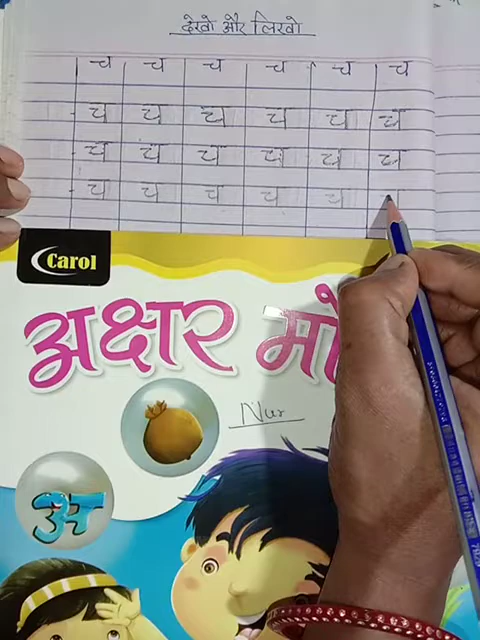 देखो और लिखो
च च च च च च
च च च च च च
च च च च च च
च च च च च
Carol
अक्षर
Nur
अ